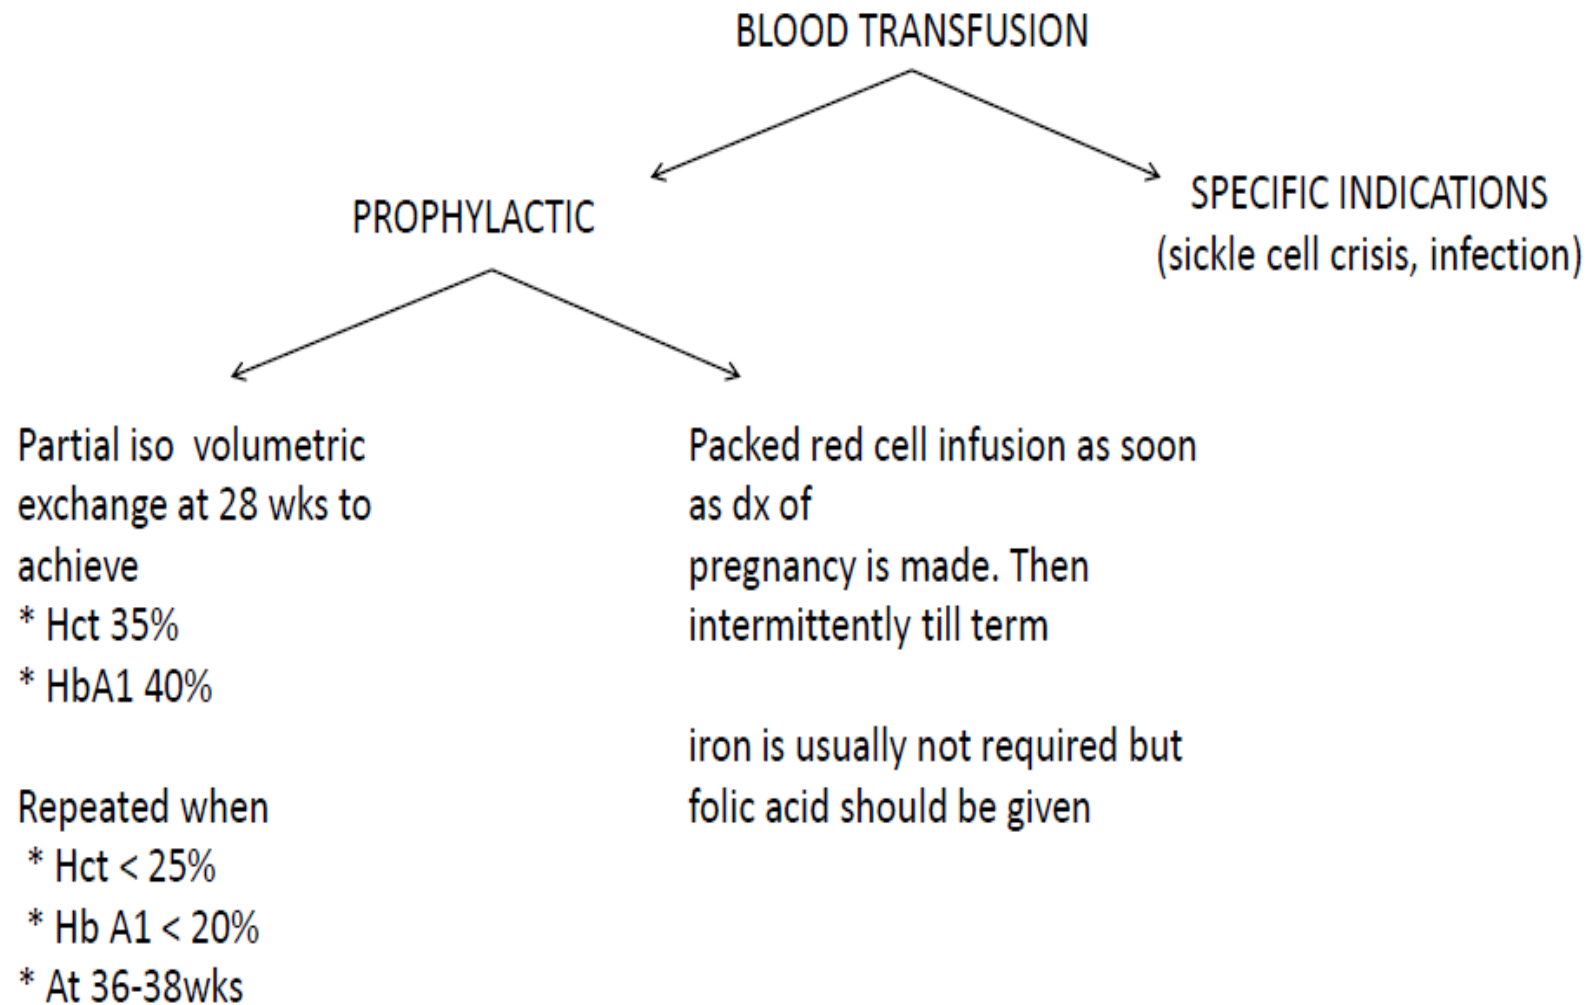 BLOOD TRANSFUSION
PROPHYLACTIC
SPECIFIC INDICATIONS
(sickle cell crisis, infection)
Partial iso  volumetric
exchange at 28 wks to
achieve
* Hct 35%
* HbA1 40%
Repeated when
* Hct < 25%
* Hb A1 < 20%
* At 36-38wks
Packed red cell infusion as soon
as dx of
pregnancy is made. Then
intermittently till term
iron is usually not required but
folic acid should be given